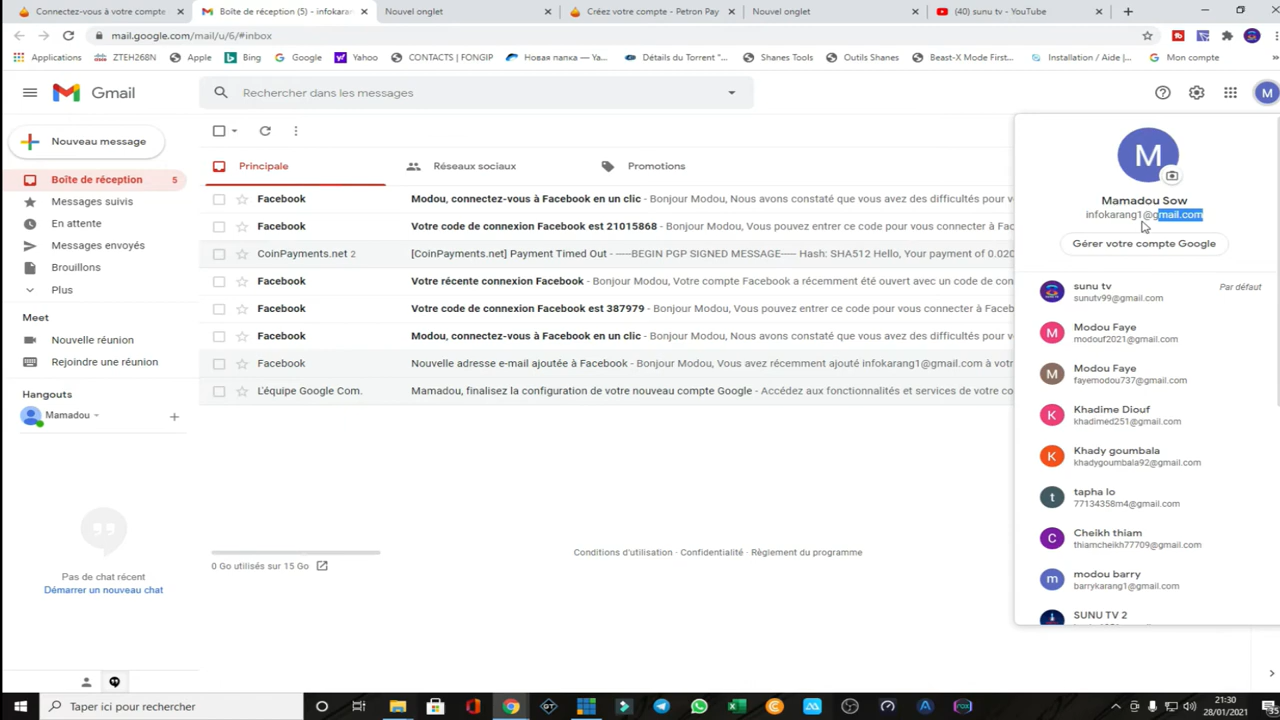 Connectez-vous à votre compte
Boîte de réception (5) - infokaran
Nouvel onglet
Créez votre compte - Petron Pay
Nouvel onglet
(40) sunu tv - YouTube
mail.google.com/mail/u/6/#inbox
Applications
ZTEH268N
Apple
Bing
Google
Yahoo
CONTACTS | FONGIP
Новая папка — Ya...
Détails du Torrent "...
Shanes Tools
Outils Shanes
Beast-X Mode First...
Installation / Aide |...
Mon compte
Gmail
Rechercher dans les messages
M
Nouveau message
Boîte de réception 5
Messages suivis
En attente
Messages envoyés
Brouillons
Plus
Meet
Nouvelle réunion
Rejoindre une réunion
Hangouts
Mamadou
Pas de chat récent
Démarrer un nouveau chat
Principale
Réseaux sociaux
Promotions
Facebook Modou, connectez-vous à Facebook en un clic - Bonjour Modou, Nous avons constaté que vous avez des difficultés pour v
Facebook Votre code de connexion Facebook est 21015868 - Bonjour Modou, Vous pouvez entrer ce code pour vous connecter à Fac
CoinPayments.net 2 [CoinPayments.net] Payment Timed Out - -----BEGIN PGP SIGNED MESSAGE----- Hash: SHA512 Hello, Your payment of 0.020
Facebook Votre récente connexion Facebook - Bonjour Modou, Votre compte Facebook a récemment été ouvert avec un code de con
Facebook Votre code de connexion Facebook est 387979 - Bonjour Modou, Vous pouvez entrer ce code pour vous connecter à Facebo
Facebook Modou, connectez-vous à Facebook en un clic - Bonjour Modou, Nous avons constaté que vous avez des difficultés pour v
Facebook Nouvelle adresse e-mail ajoutée à Facebook - Bonjour Modou, Vous avez récemment ajouté infokarang1@gmail.com à votr
L'équipe Google Com. Mamadou, finalisez la configuration de votre nouveau compte Google - Accédez aux fonctionnalités et services de votre co
0 Go utilisés sur 15 Go
Conditions d'utilisation · Confidentialité · Règlement du programme
M
Mamadou Sow
infokarang1@gmail.com
Gérer votre compte Google
sunu tv Par défaut
sunutv99@gmail.com
M
Modou Faye
modouf2021@gmail.com
M
Modou Faye
fayemodou737@gmail.com
K
Khadime Diouf
khadimed251@gmail.com
K
Khady goumbala
khadygoumbala92@gmail.com
t
tapha lo
77134358m4@gmail.com
C
Cheikh thiam
thiamcheikh77709@gmail.com
m
modou barry
barrykarang1@gmail.com
SUNU TV 2
Taper ici pour rechercher
21:30
28/01/2021